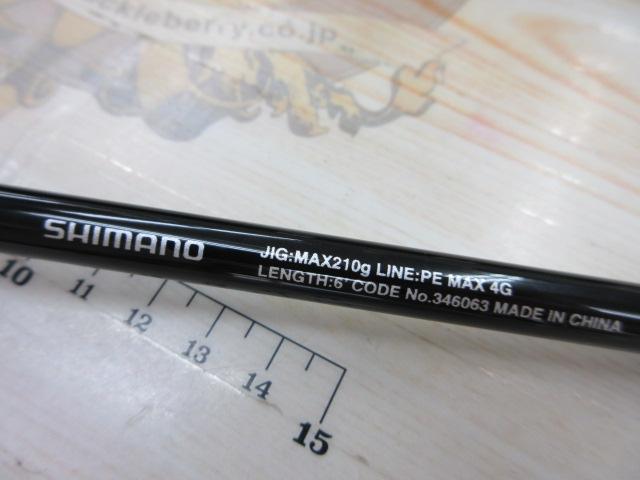 ckleberry.co.jp
SHIMANO
JIG:MAX210g LINE:PE MAX 4G
LENGTH:6' CODE No.346063 MADE IN CHINA
10 11 12 13 14 15